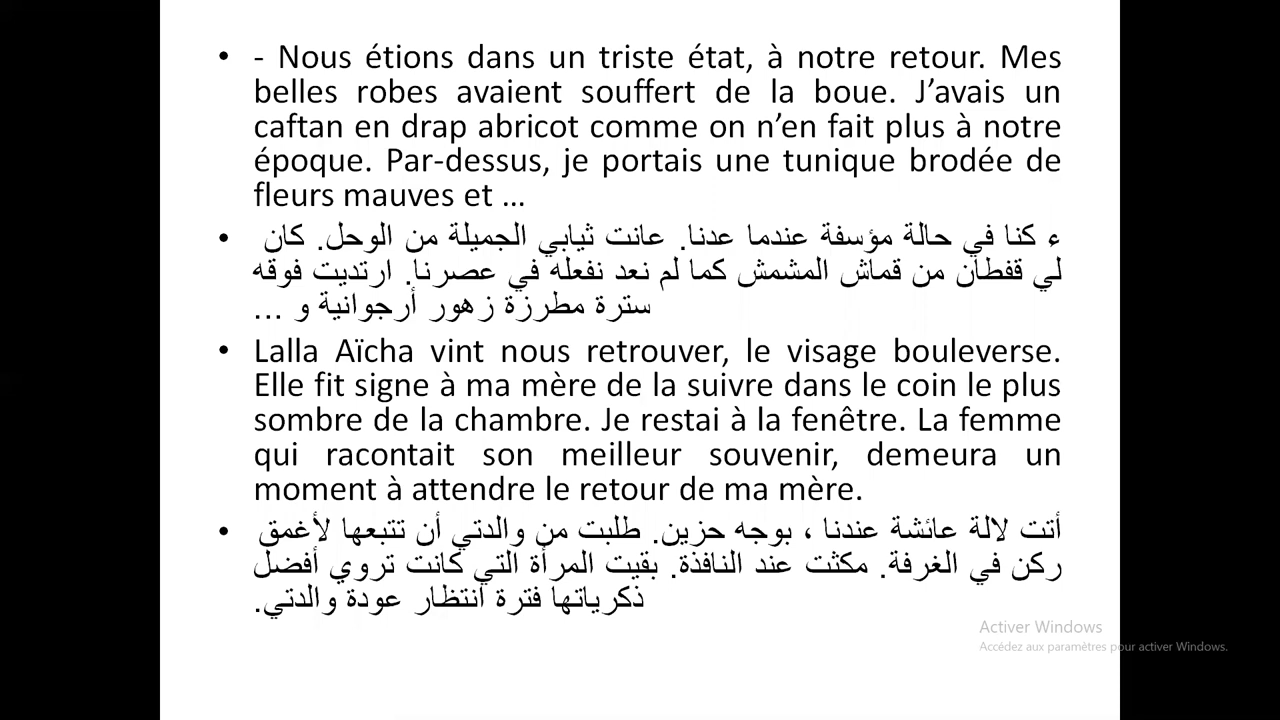 • - Nous étions dans un triste état, à notre retour. Mes
belles robes avaient souffert de la boue. J’avais un
caftan en drap abricot comme on n’en fait plus à notre
époque. Par-dessus, je portais une tunique brodée de
fleurs mauves et …
• ء كنا في حالة مؤسفة عندما عدنا. عانت ثيابي الجميلة من الوحل. كان
لي قفطان من قماش المشمش كما لم نعد نفعله في عصرنا. ارتديت فوقه
سترة مطرزة زهور أرجوانية و ...
• Lalla Aïcha vint nous retrouver, le visage bouleverse.
Elle fit signe à ma mère de la suivre dans le coin le plus
sombre de la chambre. Je restai à la fenêtre. La femme
qui racontait son meilleur souvenir, demeura un
moment à attendre le retour de ma mère.
• أتت لالة عائشة عندنا ، بوجه حزين. طلبت من والدتي أن تتبعها لأغمق
ركن في الغرفة. مكثت عند النافذة. بقيت المرأة التي كانت تروي أفضل
ذكرياتها فترة انتظار عودة والدتي.
Activer Windows
Accédez aux paramètres pour activer Windows.